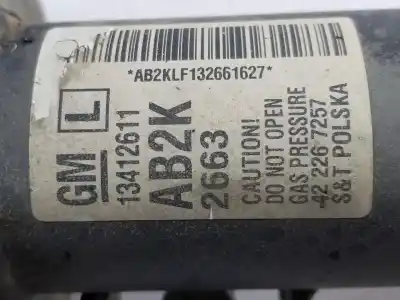 *AB2KLF132661627*
GM L
13412611
AB2K
2663
CAUTION!
DO NOT OPEN
GAS PRESSURE
42 226 7257
S&T POLSKA